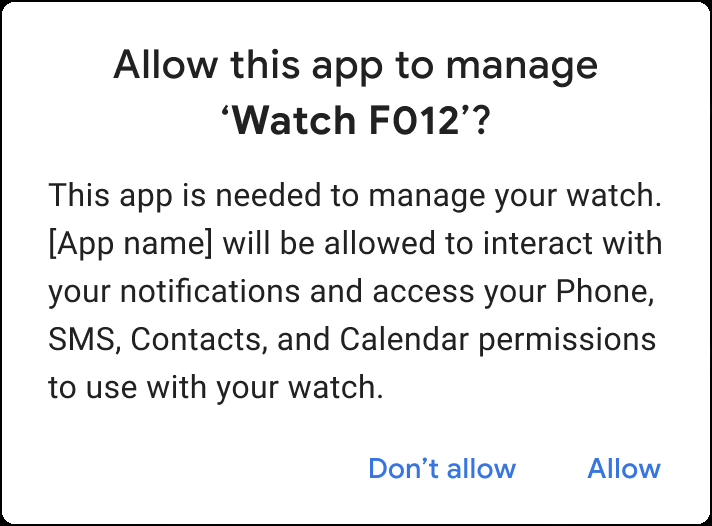 Allow this app to manage
‘Watch F012’?
This app is needed to manage your watch.
[App name] will be allowed to interact with
your notifications and access your Phone,
SMS, Contacts, and Calendar permissions
to use with your watch.
Don’t allow Allow